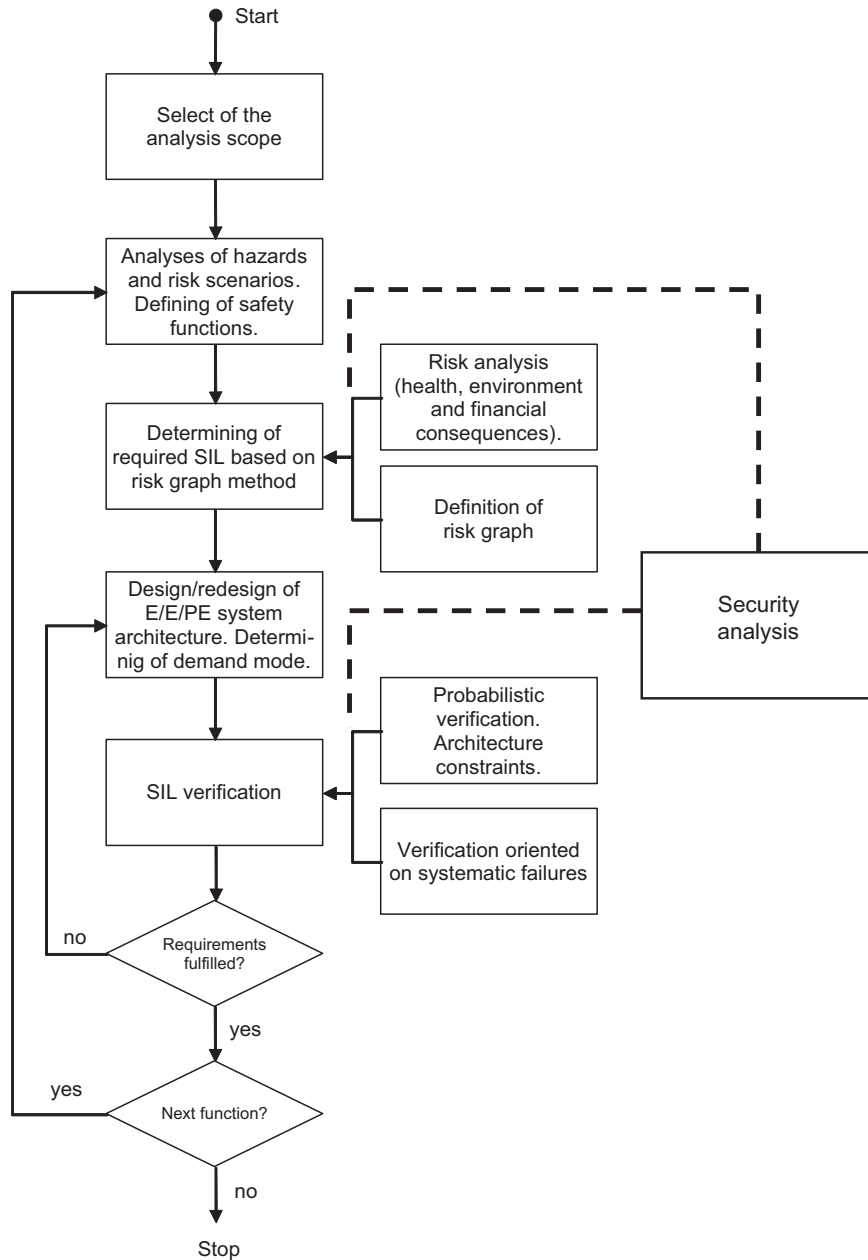 Start
Select of the
analysis scope
Analyses of hazards
and risk scenarios.
Defining of safety
functions.
Risk analysis
(health, environment
and financial
consequences).
Determining of
required SIL based on
risk graph method
Definition of
risk graph
Design/redesign of
E/E/PE system
architecture. Determi-
nig of demand mode.
Security
analysis
Probabilistic
verification.
Architecture
constraints.
SIL verification
Verification oriented
on systematic failures
no
Requirements
fulfilled?
yes
yes
Next function?
no
Stop